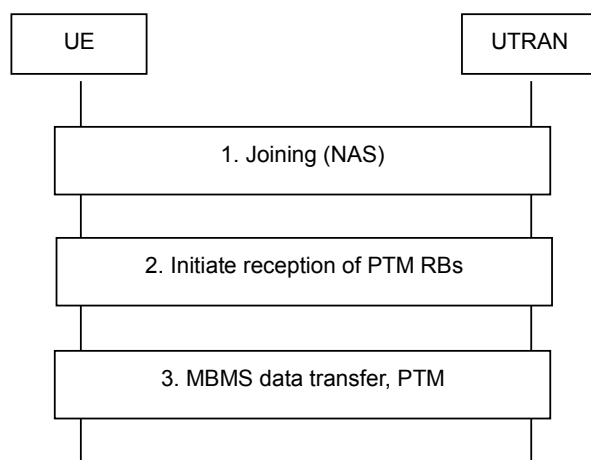 UE
UTRAN
1. Joining (NAS)
2. Initiate reception of PTM RBs
3. MBMS data transfer, PTM